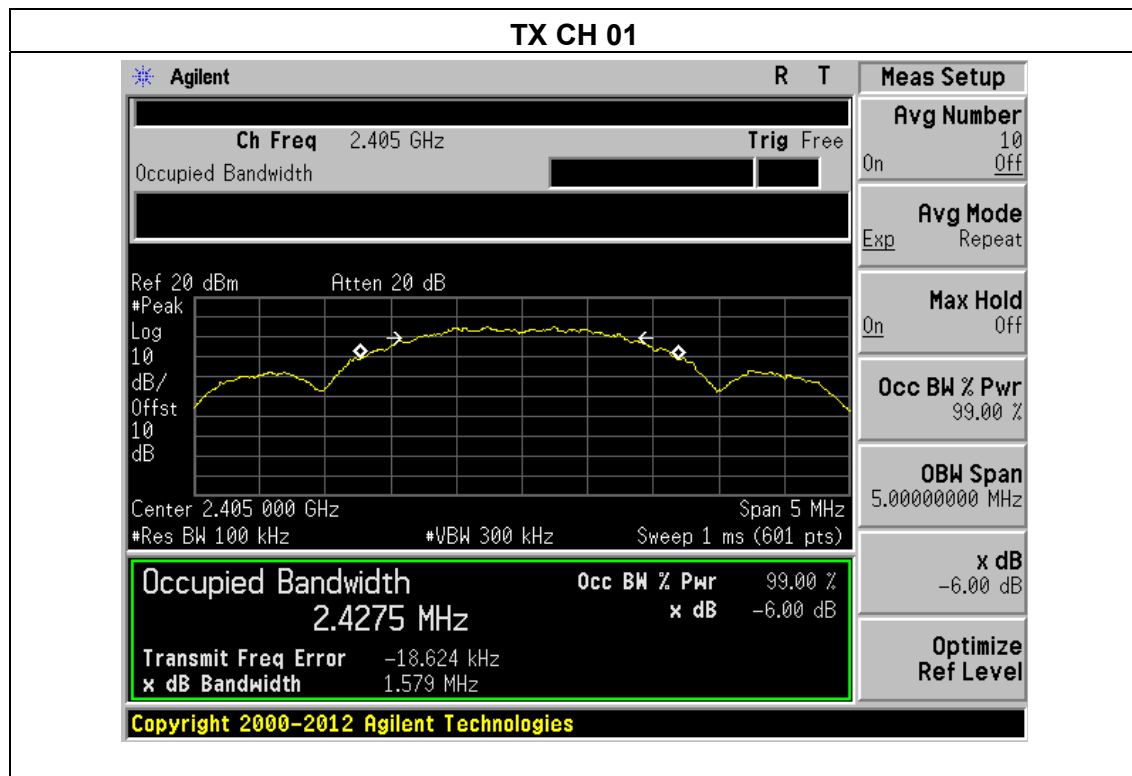 TX CH 01
Agilent R T
Ch Freq 2.405 GHz Trig Free
Occupied Bandwidth
Ref 20 dBm Atten 20 dB
#Peak
Log
10
dB/
Offst
10
dB
Center 2.405 000 GHz Span 5 MHz
#Res BW 100 kHz #VBW 300 kHz Sweep 1 ms (601 pts)
Occupied Bandwidth Occ BW % Pwr 99.00 %
2.4275 MHz x dB -6.00 dB
Transmit Freq Error -18.624 kHz
x dB Bandwidth 1.579 MHz
Copyright 2000-2012 Agilent Technologies
Meas Setup
Avg Number
10
On Off
Avg Mode
Exp Repeat
Max Hold
On Off
Occ BW % Pwr
99.00 %
OBW Span
5.00000000 MHz
x dB
-6.00 dB
Optimize
Ref Level